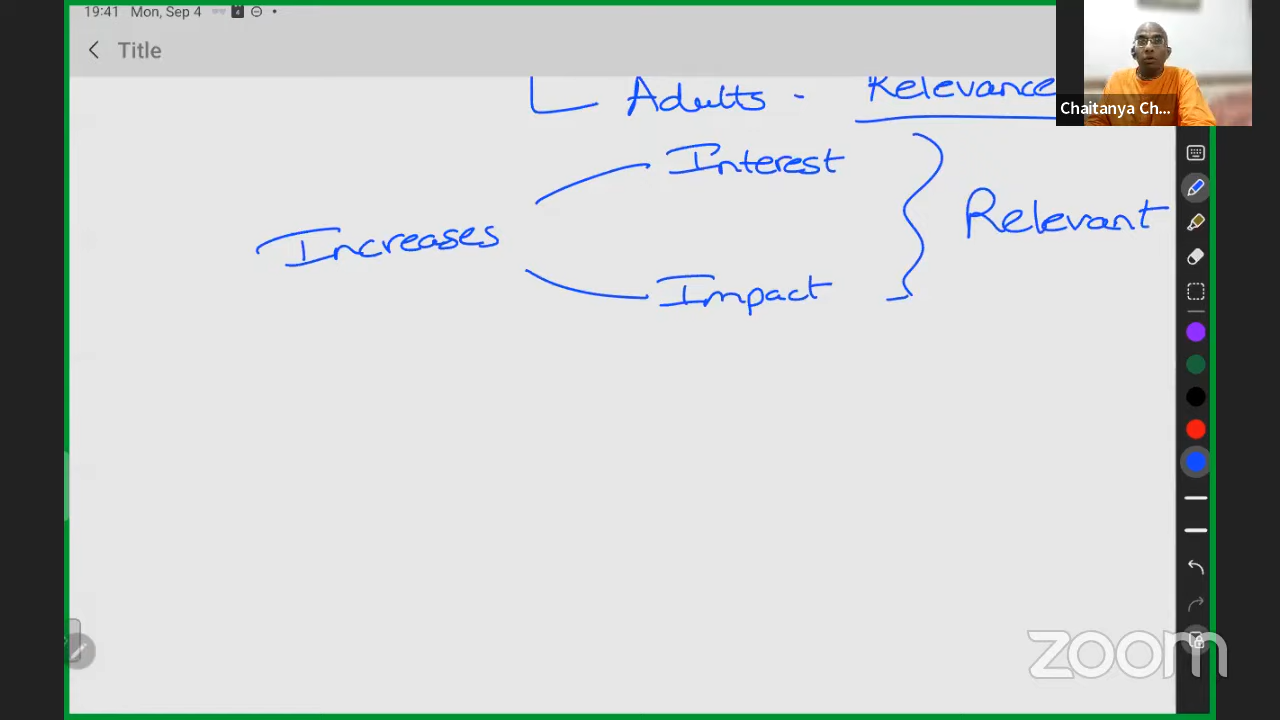 19:41 Mon, Sep 4
Title
Adults - Relevance
Chaitanya Ch...
Interest
Relevant
Increases
Impact
zoom